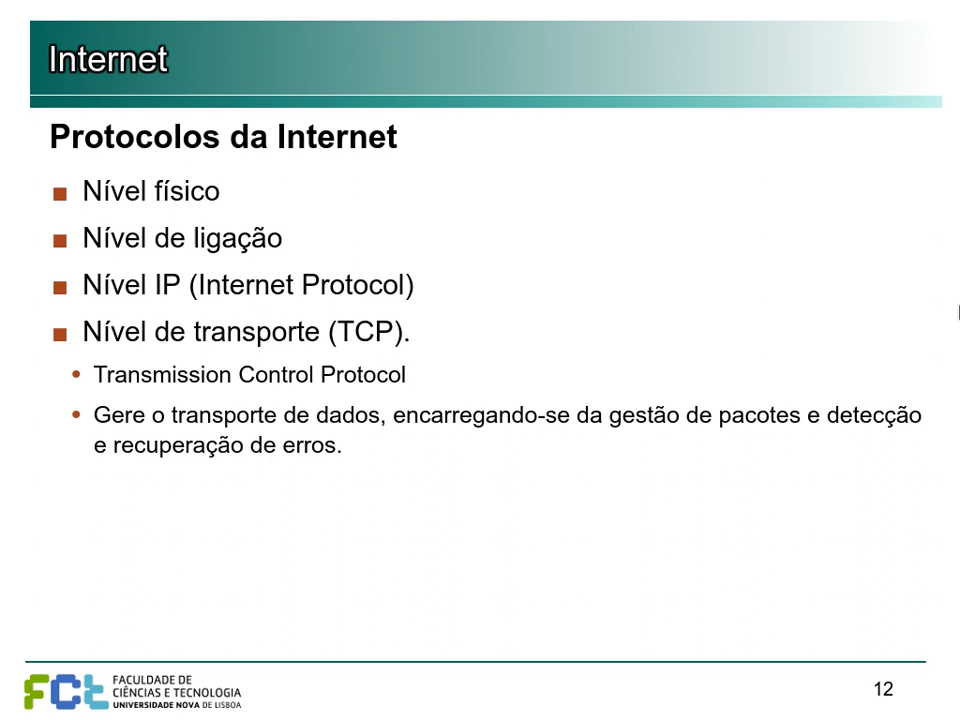 Internet
Protocolos da Internet
Nível físico
Nível de ligação
Nível IP (Internet Protocol)
Nível de transporte (TCP).
Transmission Control Protocol
Gere o transporte de dados, encarregando-se da gestão de pacotes e detecção
e recuperação de erros.
FCt
FACULDADE DE
CIÊNCIAS E TECNOLOGIA
UNIVERSIDADE NOVA DE LISBOA
12